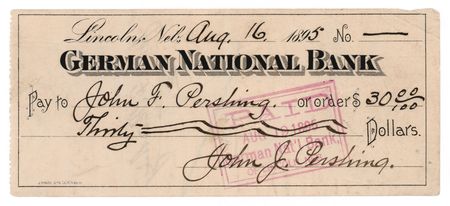 Lincoln, Neb. Aug. 16 1895 No.
GERMAN NATIONAL BANK
Pay to John F. Pershing. or order $ 30.00/100
Thirty Dollars.
PAID
John J. Pershing.